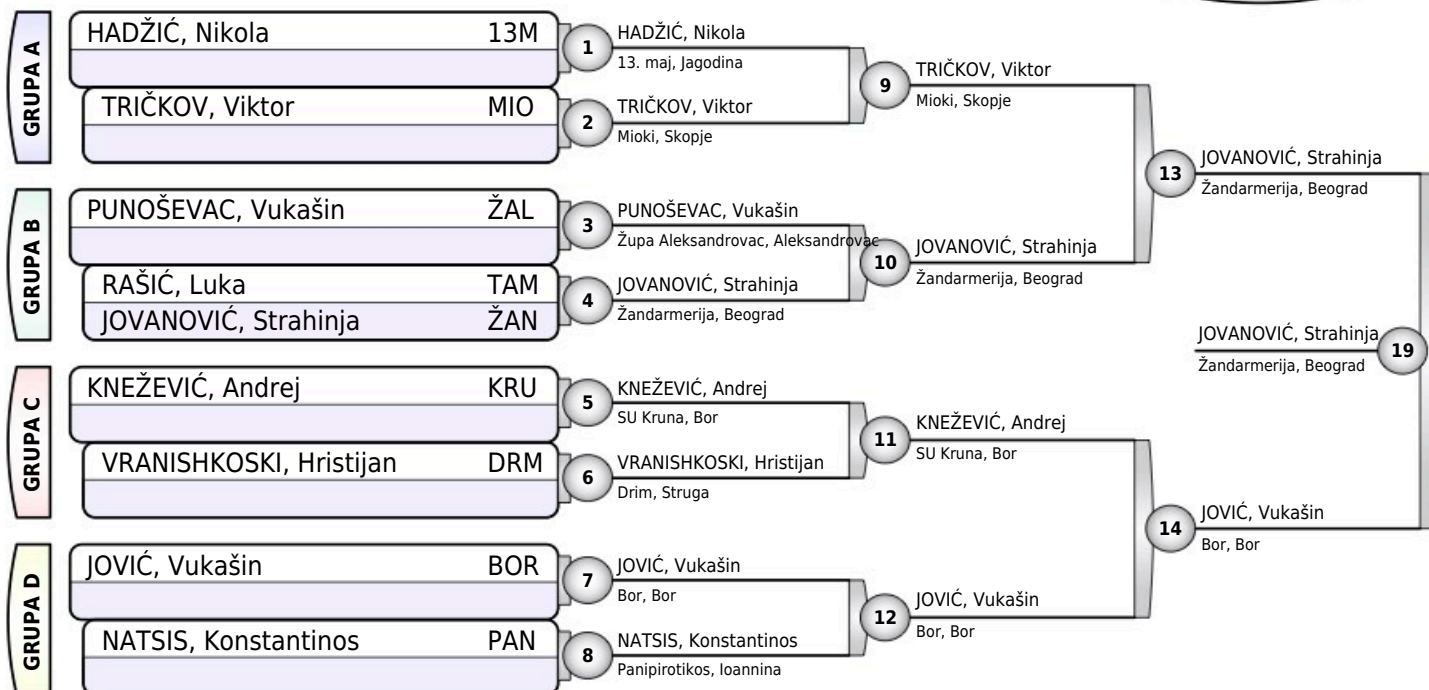 GRUPA A
HADŽIĆ, Nikola 13M
TRIČKOV, Viktor MIO
GRUPA B
PUNOŠEVAC, Vukašin ŽAL
RAŠIĆ, Luka TAM
JOVANOVIĆ, Strahinja ŽAN
GRUPA C
KNEŽEVIĆ, Andrej KRU
VRANISHKOSKI, Hristijan DRM
GRUPA D
JOVIĆ, Vukašin BOR
NATSIS, Konstantinos PAN
1 HADŽIĆ, Nikola
13. maj, Jagodina
2 TRIČKOV, Viktor
Mioki, Skopje
3 PUNOŠEVAC, Vukašin
Župa Aleksandrovac, Aleksandrovac
4 JOVANOVIĆ, Strahinja
Žandarmerija, Beograd
5 KNEŽEVIĆ, Andrej
SU Kruna, Bor
6 VRANISHKOSKI, Hristijan
Drim, Struga
7 JOVIĆ, Vukašin
Bor, Bor
8 NATSIS, Konstantinos
Panipirotikos, Ioannina
9 TRIČKOV, Viktor
Mioki, Skopje
10 JOVANOVIĆ, Strahinja
Žandarmerija, Beograd
11 KNEŽEVIĆ, Andrej
SU Kruna, Bor
12 JOVIĆ, Vukašin
Bor, Bor
13 JOVANOVIĆ, Strahinja
Žandarmerija, Beograd
14 JOVIĆ, Vukašin
Bor, Bor
JOVANOVIĆ, Strahinja 19
Žandarmerija, Beograd